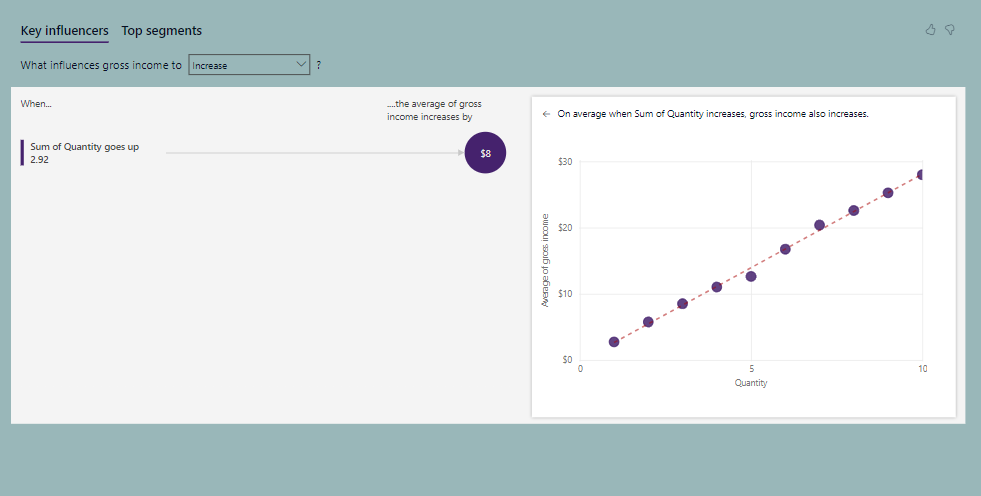 Key influencers Top segments
What influences gross income to Increase ?
When...
....the average of gross
income increases by
Sum of Quantity goes up
2.92
$8
← On average when Sum of Quantity increases, gross income also increases.
$30
$20
$10
$0
Average of gross income
0 5 10
Quantity